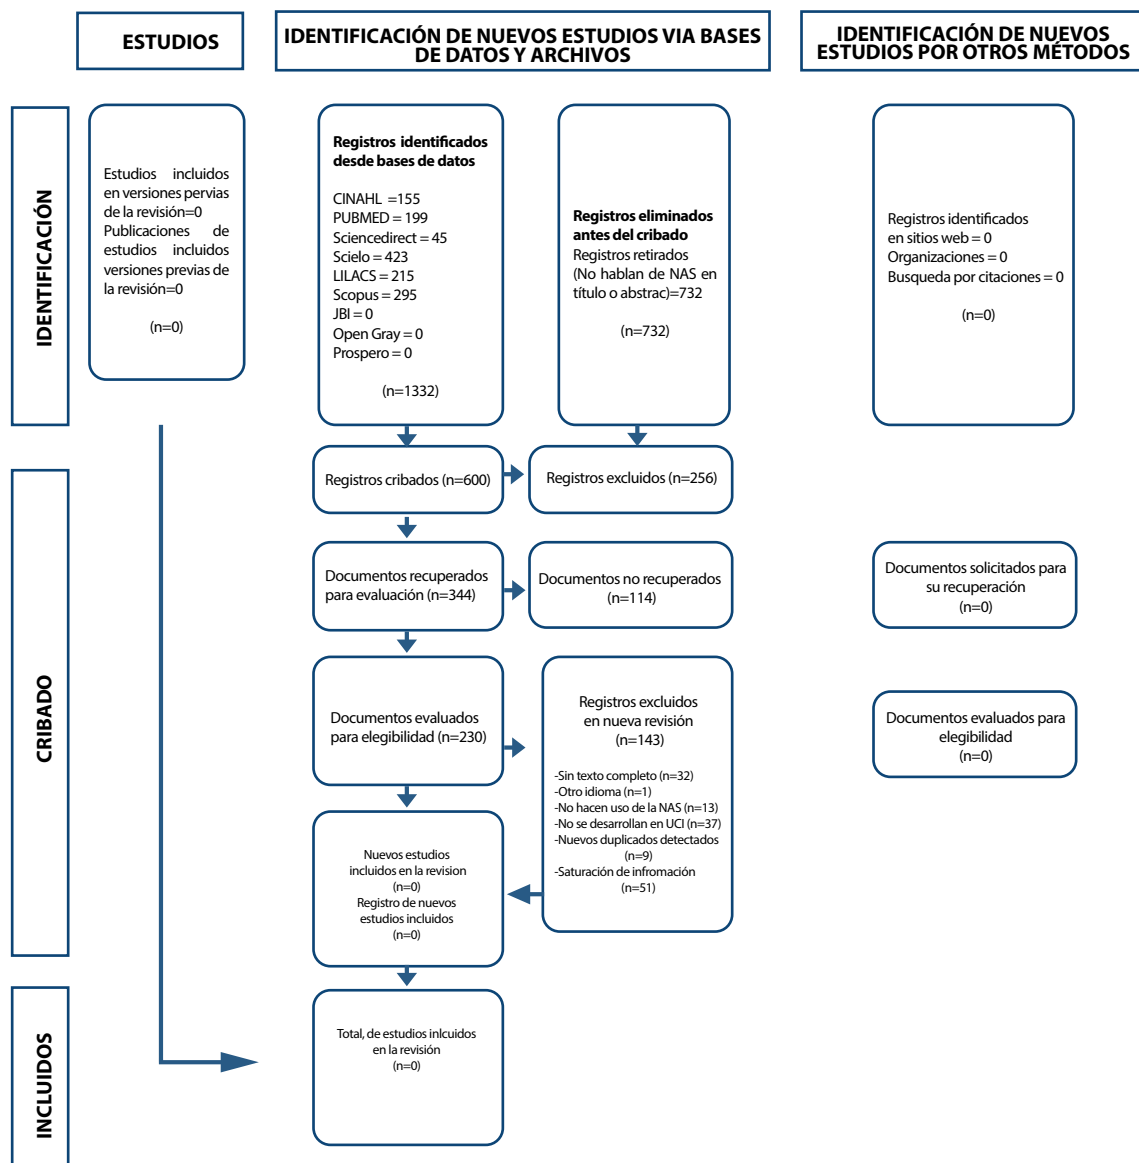 ESTUDIOS
IDENTIFICACIÓN DE NUEVOS ESTUDIOS VIA BASES
DE DATOS Y ARCHIVOS
IDENTIFICACIÓN DE NUEVOS
ESTUDIOS POR OTROS MÉTODOS
IDENTIFICACIÓN
Estudios incluidos
en versiones pervias
de la revisión=0
Publicaciones de
estudios incluidos
versiones previas de
la revisión=0
(n=0)
Registros identificados
desde bases de datos
CINAHL =155
PUBMED = 199
Sciencedirect = 45
Scielo = 423
LILACS = 215
Scopus = 295
JBI = 0
Open Gray = 0
Prospero = 0
(n=1332)
Registros eliminados
antes del cribado
Registros retirados
(No hablan de NAS en
título o abstrac)=732
(n=732)
Registros identificados
en sitios web = 0
Organizaciones = 0
Busqueda por citaciones = 0
(n=0)
CRIBADO
Registros cribados (n=600)
Registros excluidos (n=256)
Documentos recuperados
para evaluación (n=344)
Documentos no recuperados
(n=114)
Documentos solicitados para
su recuperación
(n=0)
Documentos evaluados
para elegibilidad (n=230)
Registros excluidos
en nueva revisión
(n=143)
-Sin texto completo (n=32)
-Otro idioma (n=1)
-No hacen uso de la NAS (n=13)
-No se desarrollan en UCI (n=37)
-Nuevos duplicados detectados
(n=9)
-Saturación de infromación
(n=51)
Documentos evaluados para
elegibilidad
(n=0)
Nuevos estudios
incluidos en la revision
(n=0)
Registro de nuevos
estudios incluidos
(n=0)
INCLUIDOS
Total, de estudios inlcuidos
en la revisión
(n=0)